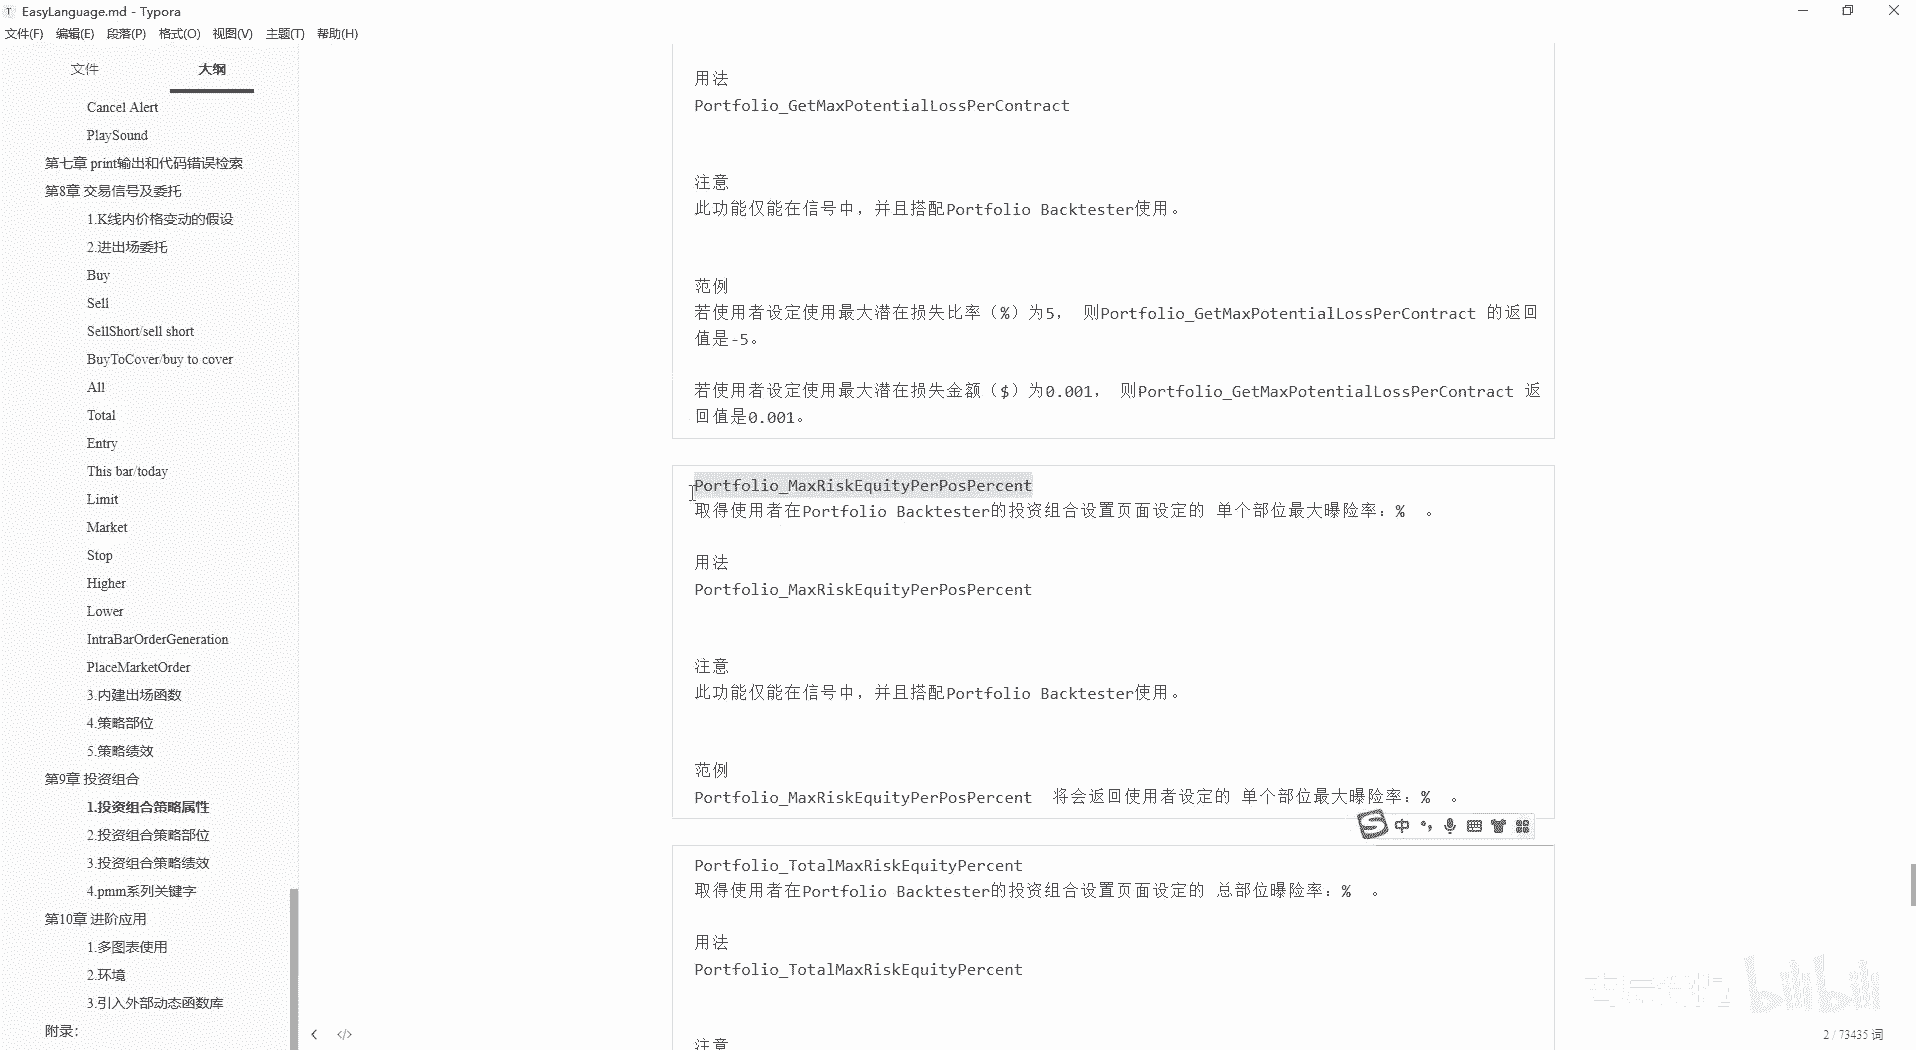 EasyLanguage.md - Typora
文件(F) 编辑(E) 段落(P) 格式(O) 视图(V) 主题(T) 帮助(H)
文件 大纲
Cancel Alert
PlaySound
第七章 print输出和代码错误检索
第8章 交易信号及委托
1.K线内价格变动的假设
2.进出场委托
Buy
Sell
SellShort/sell short
BuyToCover/buy to cover
All
Total
Entry
This bar/today
Limit
Market
Stop
Higher
Lower
IntraBarOrderGeneration
PlaceMarketOrder
3.内建出场函数
4.策略部位
5.策略绩效
第9章 投资组合
1.投资组合策略属性
2.投资组合策略部位
3.投资组合策略绩效
4.pmm系列关键字
第10章 进阶应用
1.多图表使用
2.环境
3.引入外部动态函数库
附录：
用法
Portfolio_GetMaxPotentialLossPerContract
注意
此功能仅能在信号中，并且搭配Portfolio Backtester使用。
范例
若使用者设定使用最大潜在损失比率（%）为5， 则Portfolio_GetMaxPotentialLossPerContract 的返回
值是-5。
若使用者设定使用最大潜在损失金额（$）为0.001， 则Portfolio_GetMaxPotentialLossPerContract 返
回值是0.001。
Portfolio_MaxRiskEquityPerPosPercent
取得使用者在Portfolio Backtester的投资组合设置页面设定的 单个部位最大曝险率：% 。
用法
Portfolio_MaxRiskEquityPerPosPercent
注意
此功能仅能在信号中，并且搭配Portfolio Backtester使用。
范例
Portfolio_MaxRiskEquityPerPosPercent 将会返回使用者设定的 单个部位最大曝险率：% 。
中
Portfolio_TotalMaxRiskEquityPercent
取得使用者在Portfolio Backtester的投资组合设置页面设定的 总部位曝险率：% 。
用法
Portfolio_TotalMaxRiskEquityPercent
注意
bilibili
2 / 73435 词